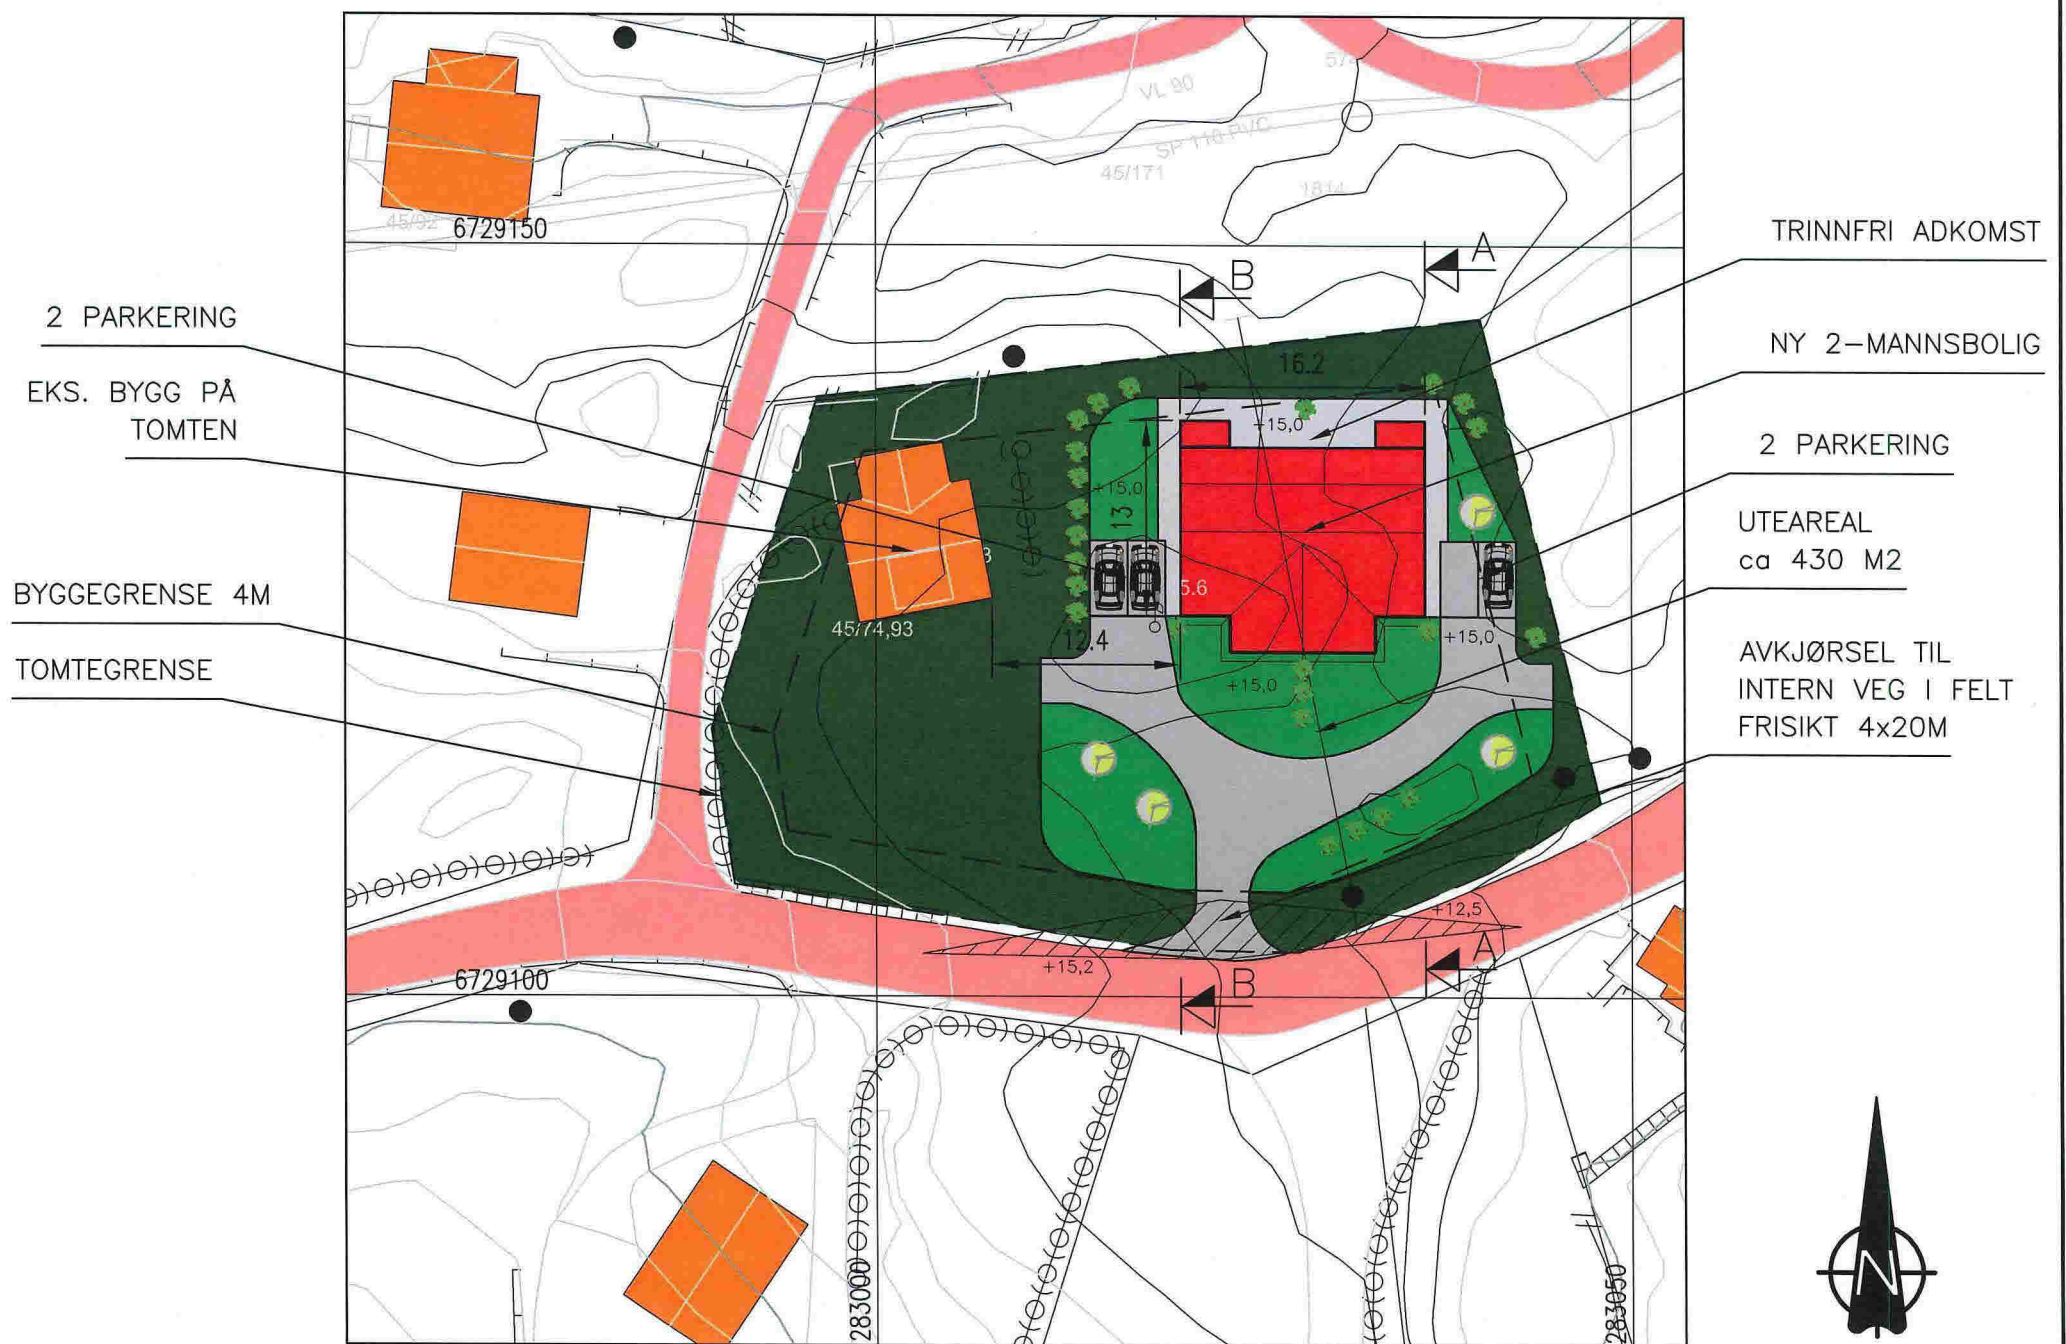 2 PARKERING
EKS. BYGG PÅ
TOMTEN
BYGGEGRENSE 4M
TOMTEGRENSE
VL 90
SP 110 PVC
45/171
1814
45/92
6729150
B
A
16.2
+15,0
+15,0
13
5.6
45/74,93
12.4
+15,0
+15,0
+12,5
+15,2
A
B
6729100
283000
283050
TRINNFRI ADKOMST
NY 2-MANNSBOLIG
2 PARKERING
UTEAREAL
ca 430 M2
AVKJØRSEL TIL
INTERN VEG I FELT
FRISIKT 4x20M
N